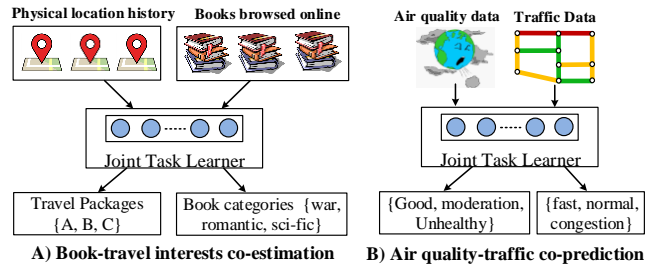 Physical location history
Books browsed online
Joint Task Learner
Travel Packages
{A, B, C}
Book categories {war,
romantic, sci-fic}
A) Book-travel interests co-estimation
Air quality data
Traffic Data
Joint Task Learner
{Good, moderation,
Unhealthy}
{fast, normal,
congestion}
B) Air quality-traffic co-prediction